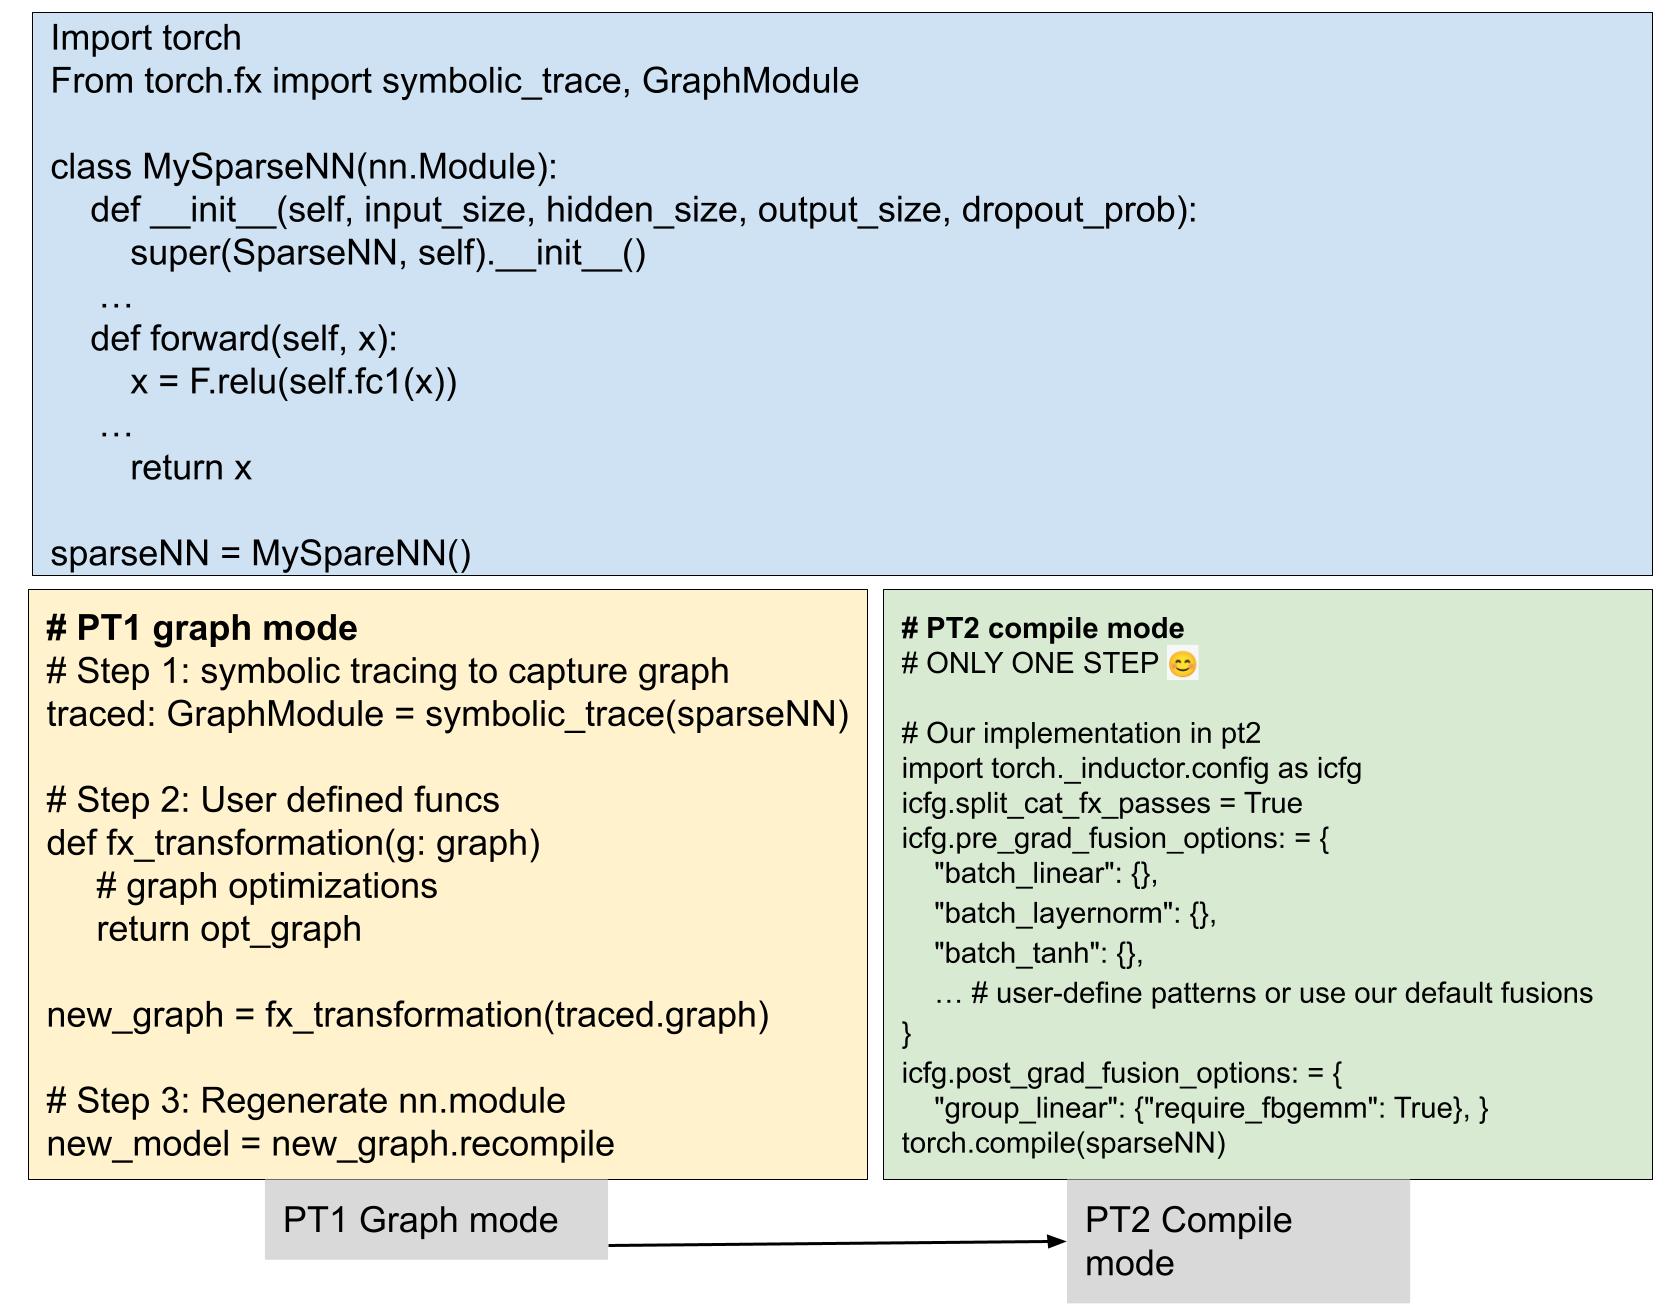 Import torch
From torch.fx import symbolic_trace, GraphModule
class MySparseNN(nn.Module):
def __init__(self, input_size, hidden_size, output_size, dropout_prob):
super(SparseNN, self).__init__()
…
def forward(self, x):
x = F.relu(self.fc1(x))
…
return x
sparseNN = MySpareNN()
# PT1 graph mode
# Step 1: symbolic tracing to capture graph
traced: GraphModule = symbolic_trace(sparseNN)
# Step 2: User defined funcs
def fx_transformation(g: graph)
# graph optimizations
return opt_graph
new_graph = fx_transformation(traced.graph)
# Step 3: Regenerate nn.module
new_model = new_graph.recompile
# PT2 compile mode
# ONLY ONE STEP 😊
# Our implementation in pt2
import torch._inductor.config as icfg
icfg.split_cat_fx_passes = True
icfg.pre_grad_fusion_options: = {
"batch_linear": {},
"batch_layernorm": {},
"batch_tanh": {},
… # user-define patterns or use our default fusions
}
icfg.post_grad_fusion_options: = {
"group_linear": {"require_fbgemm": True}, }
torch.compile(sparseNN)
PT1 Graph mode
PT2 Compile
mode